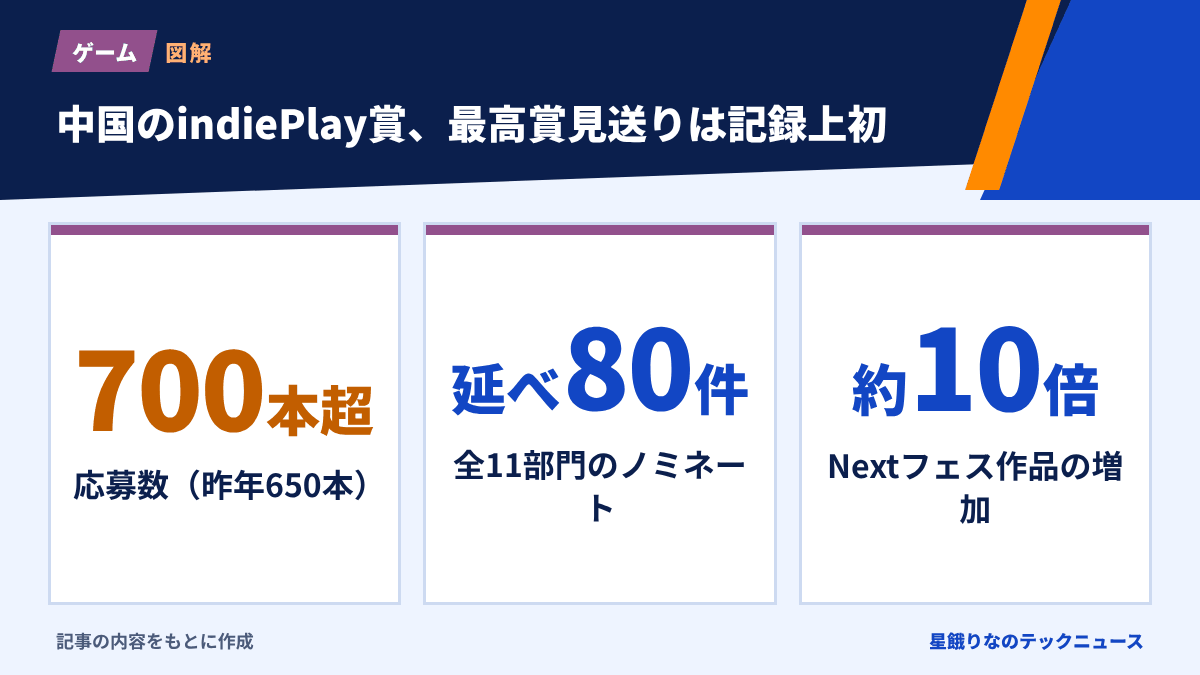 ゲーム 図解
中国のindiePlay賞、最高賞見送りは記録上初
700本超
応募数（昨年650本）
延べ80件
全11部門のノミネー
ト
約10倍
Nextフェス作品の増
加
記事の内容をもとに作成
星餓りなのテックニュース